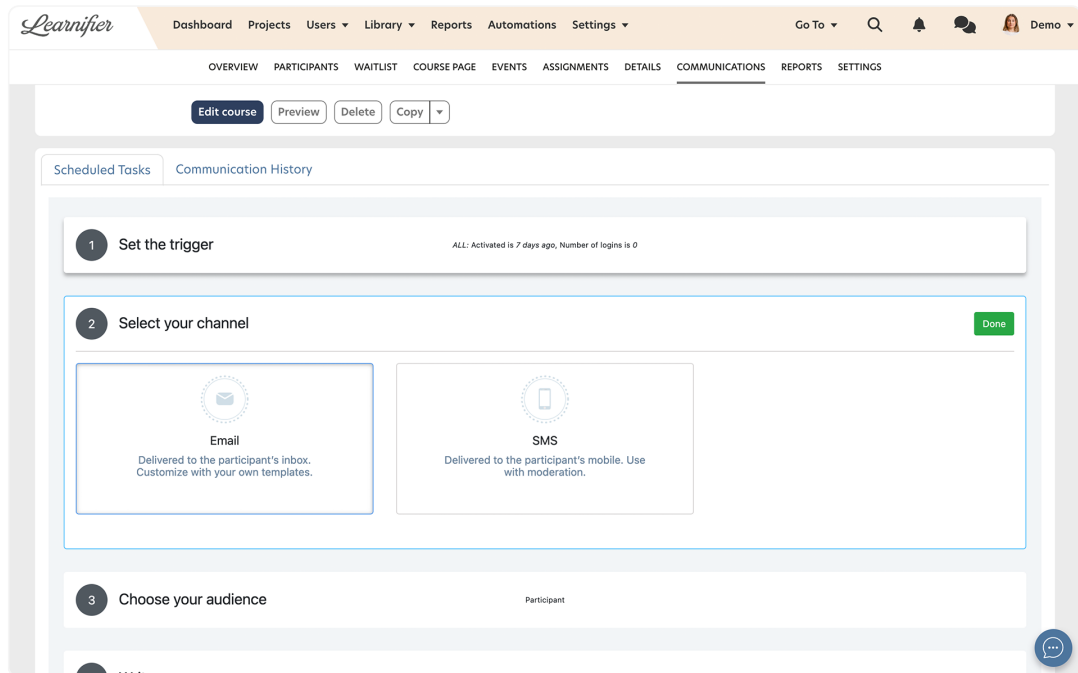 Learnifier
Dashboard Projects Users Library Reports Automations Settings Go To Demo
OVERVIEW PARTICIPANTS WAITLIST COURSE PAGE EVENTS ASSIGNMENTS DETAILS COMMUNICATIONS REPORTS SETTINGS
Edit course Preview Delete Copy
Scheduled Tasks Communication History
1 Set the trigger ALL: Activated is 7 days ago, Number of logins is 0
2 Select your channel Done
Email
Delivered to the participant's inbox.
Customize with your own templates.
SMS
Delivered to the participant's mobile. Use
with moderation.
3 Choose your audience Participant